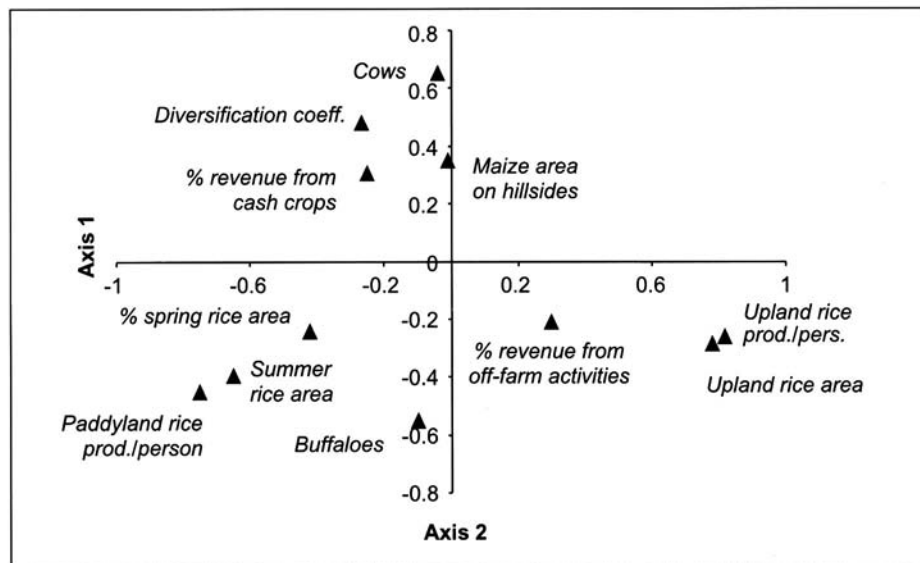 0.8
Cows
0.6
Diversification coeff.
0.4
% revenue from
cash crops
Maize area
on hillsides
0.2
Axis 1
0
-1
-0.6
-0.2
0.2
0.6
1
% spring rice area
-0.2
Upland rice
prod./pers.
Summer
rice area
% revenue from
off-farm activities
-0.4
Upland rice area
Paddyland rice
prod./person
Buffaloes
-0.6
-0.8
Axis 2